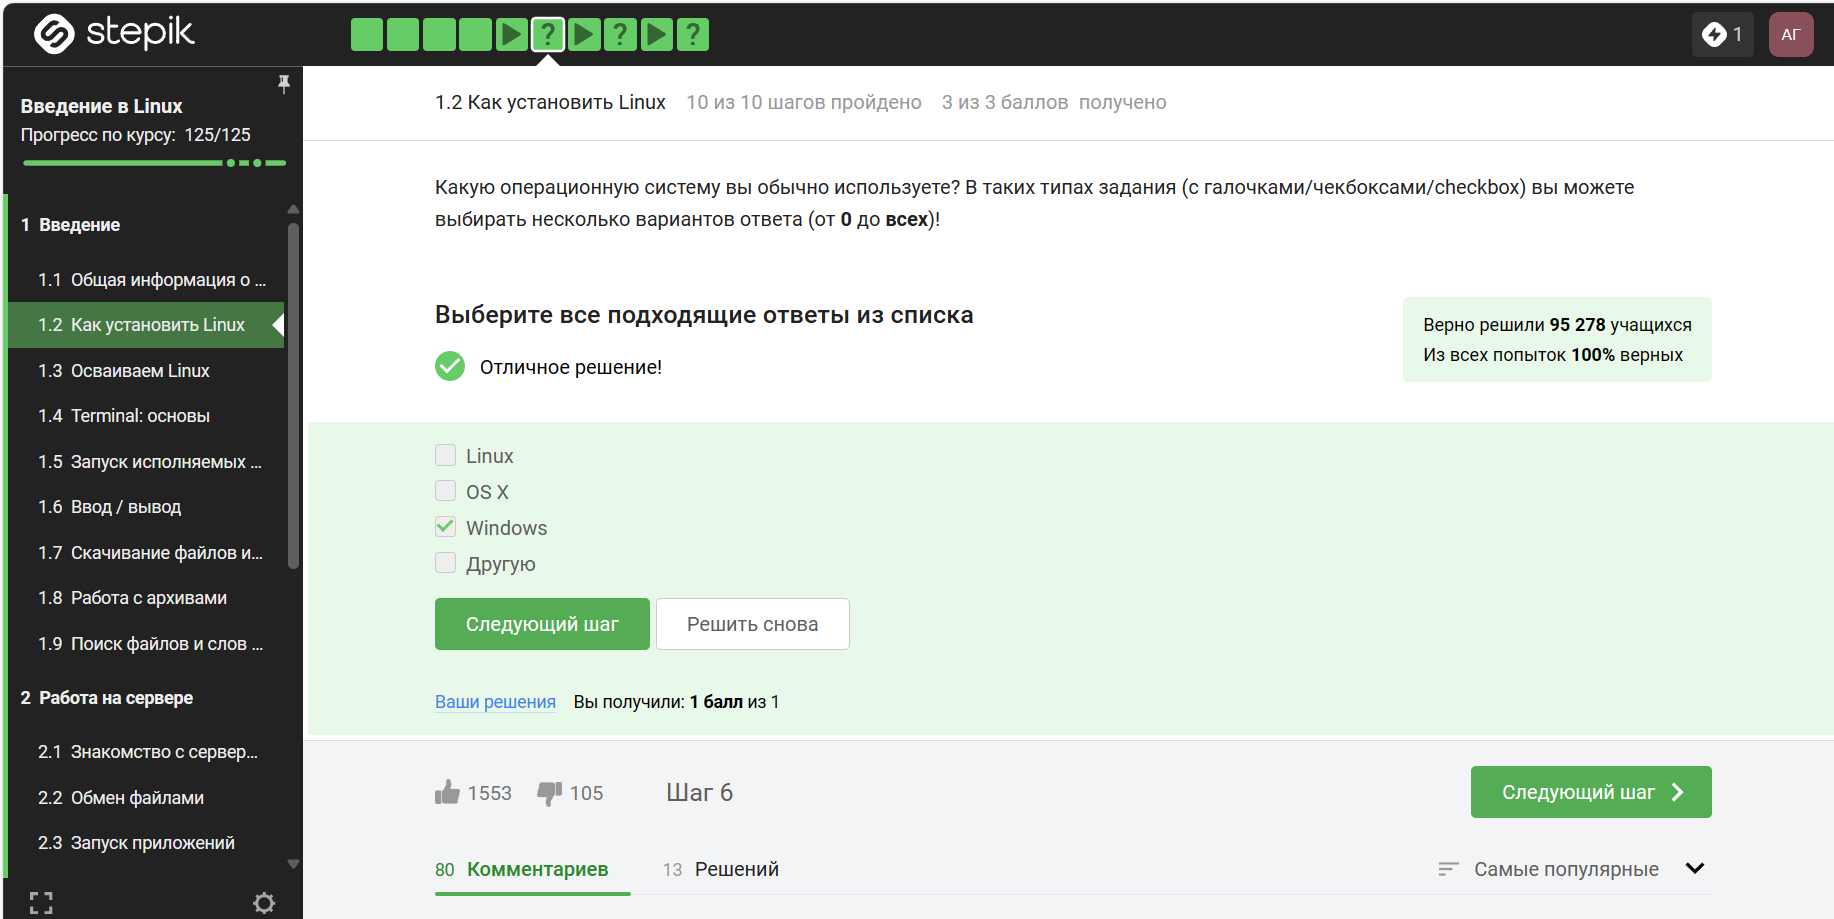 stepik
?
?
?
1
АГ
Введение в Linux
Прогресс по курсу: 125/125
1 Введение
1.1 Общая информация о ...
1.2 Как установить Linux
1.3 Осваиваем Linux
1.4 Terminal: основы
1.5 Запуск исполняемых ...
1.6 Ввод / вывод
1.7 Скачивание файлов и...
1.8 Работа с архивами
1.9 Поиск файлов и слов ...
2 Работа на сервере
2.1 Знакомство с сервер...
2.2 Обмен файлами
2.3 Запуск приложений
1.2 Как установить Linux 10 из 10 шагов пройдено 3 из 3 баллов получено
Какую операционную систему вы обычно используете? В таких типах задания (с галочками/чекбоксами/checkbox) вы можете
выбирать несколько вариантов ответа (от 0 до всех)!
Выберите все подходящие ответы из списка
Отличное решение!
Верно решили 95 278 учащихся
Из всех попыток 100% верных
Linux
OS X
Windows
Другую
Следующий шаг
Решить снова
Ваши решения Вы получили: 1 балл из 1
1553 105 Шаг 6
Следующий шаг
80 Комментариев 13 Решений
Самые популярные